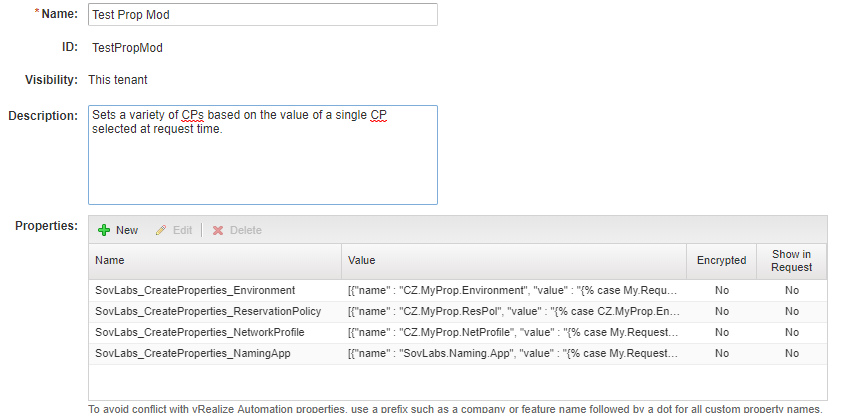 * Name: Test Prop Mod
ID: TestPropMod
Visibility: This tenant
Description: Sets a variety of CPs based on the value of a single CP
selected at request time.
Properties: New Edit Delete
Name Value Encrypted Show in
Request
SovLabs_CreateProperties_Environment [{"name" : "CZ.MyProp.Environment", "value" : "{% case My.Requ... No No
SovLabs_CreateProperties_ReservationPolicy [{"name" : "CZ.MyProp.ResPol", "value" : "{% case CZ.MyProp.En... No No
SovLabs_CreateProperties_NetworkProfile [{"name" : "CZ.MyProp.NetProfile", "value" : "{% case My.Request... No No
SovLabs_CreateProperties_NamingApp [{"name" : "SovLabs.Naming.App", "value" : "{% case My.Request... No No
To avoid conflict with vRealize Automation properties, use a prefix such as a company or feature name followed by a dot for all custom property names.